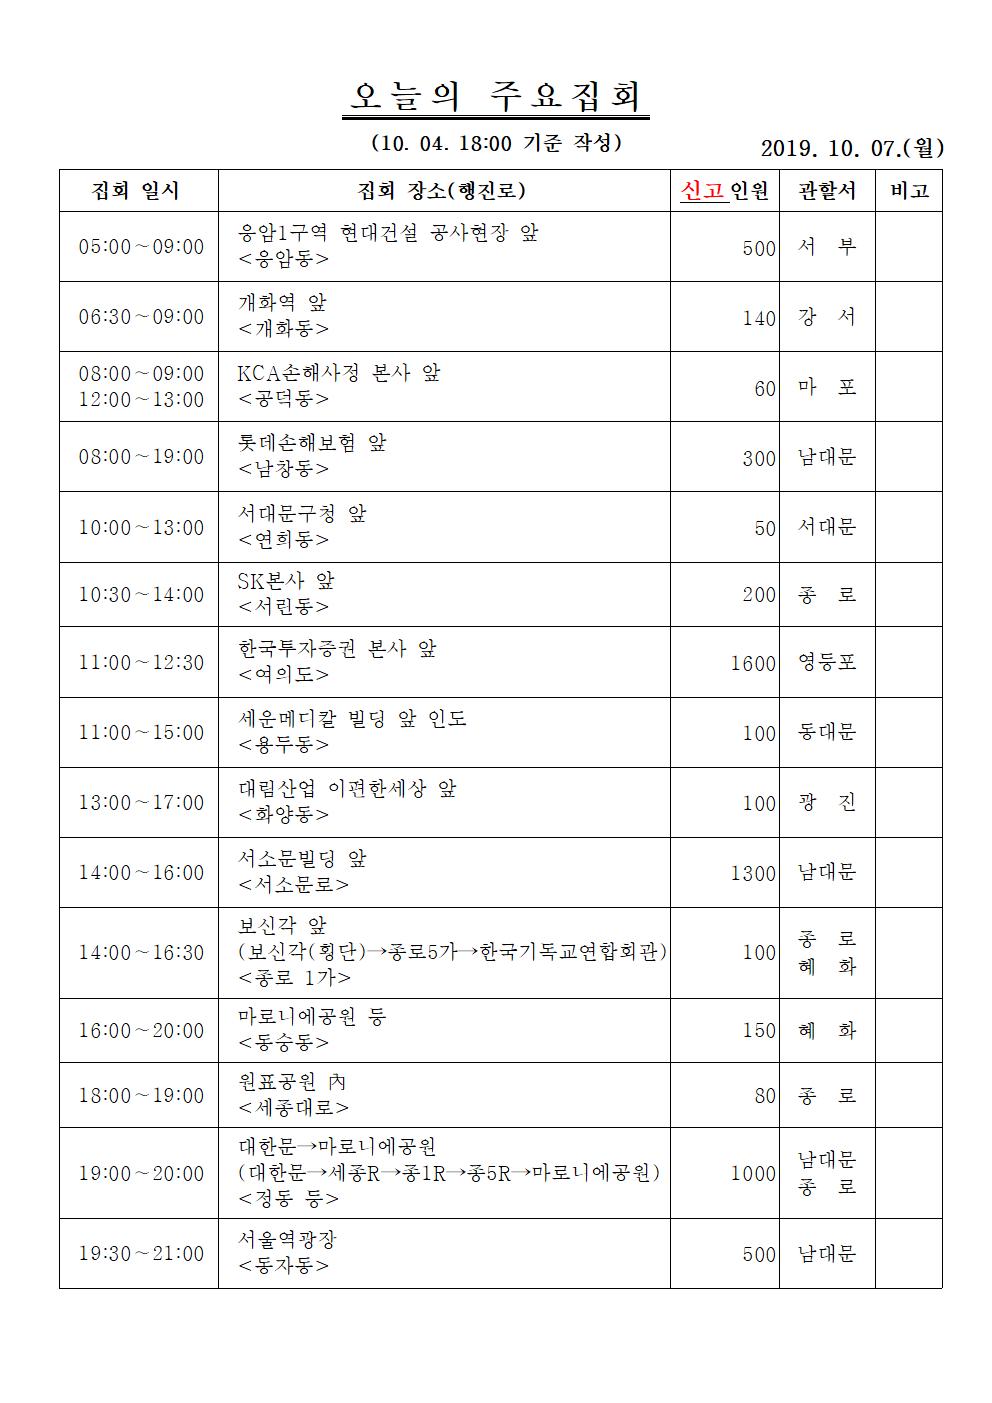 오늘의 주요집회
(10. 04. 18:00 기준 작성)
2019. 10. 07.(월)
집회 일시 집회 장소(행진로) 신고인원 관할서 비고
05:00~09:00 응암1구역 현대건설 공사현장 앞
<응암동> 500 서 부
06:30~09:00 개화역 앞
<개화동> 140 강 서
08:00~09:00
12:00~13:00 KCA손해사정 본사 앞
<공덕동> 60 마 포
08:00~19:00 롯데손해보험 앞
<남창동> 300 남대문
10:00~13:00 서대문구청 앞
<연희동> 50 서대문
10:30~14:00 SK본사 앞
<서린동> 200 종 로
11:00~12:30 한국투자증권 본사 앞
<여의도> 1600 영등포
11:00~15:00 세운메디칼 빌딩 앞 인도
<용두동> 100 동대문
13:00~17:00 대림산업 이편한세상 앞
<화양동> 100 광 진
14:00~16:00 서소문빌딩 앞
<서소문로> 1300 남대문
14:00~16:30 보신각 앞
(보신각(횡단)→종로5가→한국기독교연합회관)
<종로 1가> 100 종 로
혜 화
16:00~20:00 마로니에공원 등
<동숭동> 150 혜 화
18:00~19:00 원표공원 內
<세종대로> 80 종 로
19:00~20:00 대한문→마로니에공원
(대한문→세종R→종1R→종5R→마로니에공원)
<정동 등> 1000 남대문
종 로
19:30~21:00 서울역광장
<동자동> 500 남대문